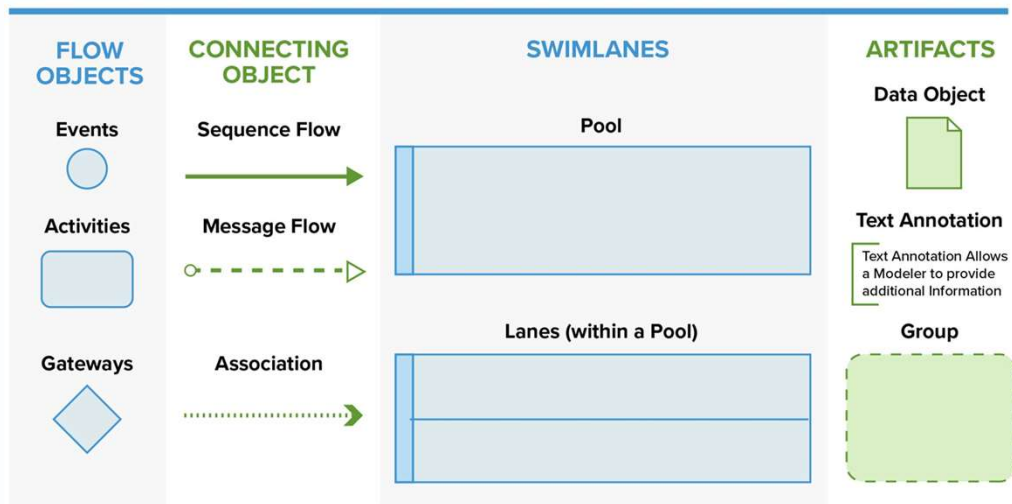 FLOW
OBJECTS
Events
Activities
Gateways
CONNECTING
OBJECT
Sequence Flow
Message Flow
Association
SWIMLANES
Pool
Lanes (within a Pool)
ARTIFACTS
Data Object
Text Annotation
Text Annotation Allows
a Modeler to provide
additional Information
Group